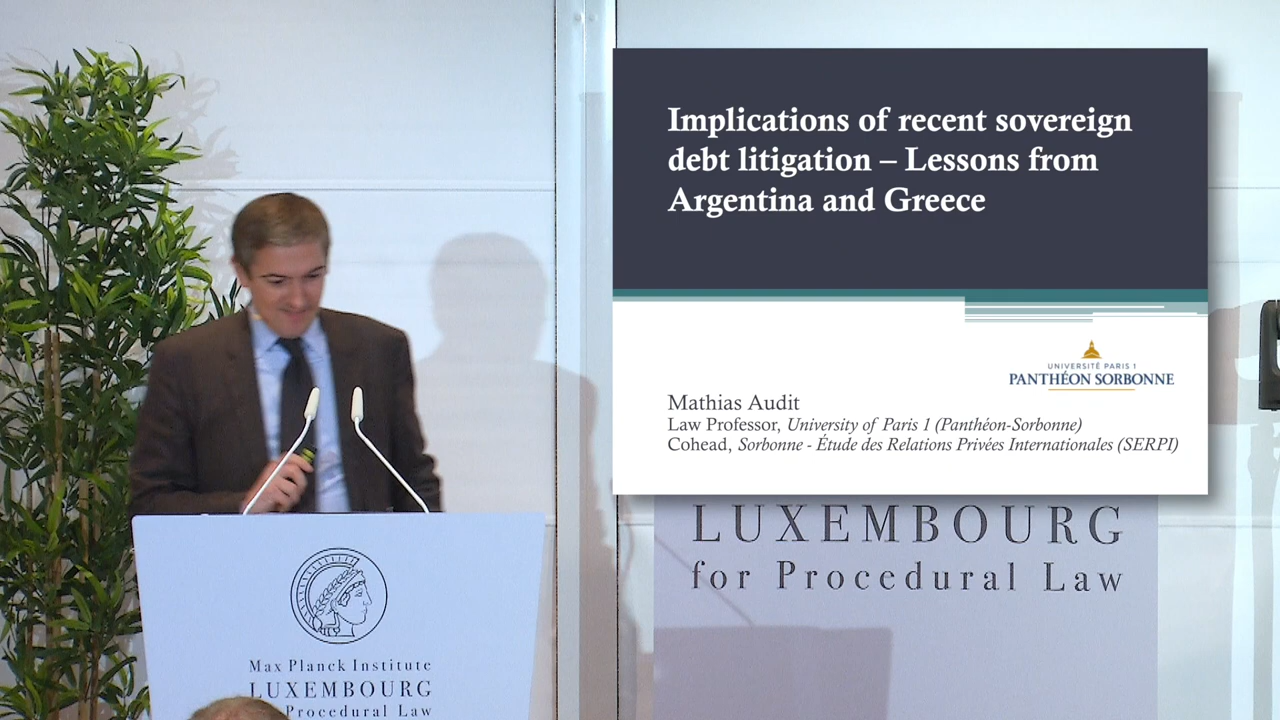 Implications of recent sovereign
debt litigation – Lessons from
Argentina and Greece
UNIVERSITÉ PARIS 1
PANTHÉON SORBONNE
Mathias Audit
Law Professor, University of Paris 1 (Panthéon-Sorbonne)
Cohead, Sorbonne - Étude des Relations Privées Internationales (SERPI)
LUXEMBOURG
for Procedural Law
Max Planck Institute
LUXEMBOURG
Procedural Law